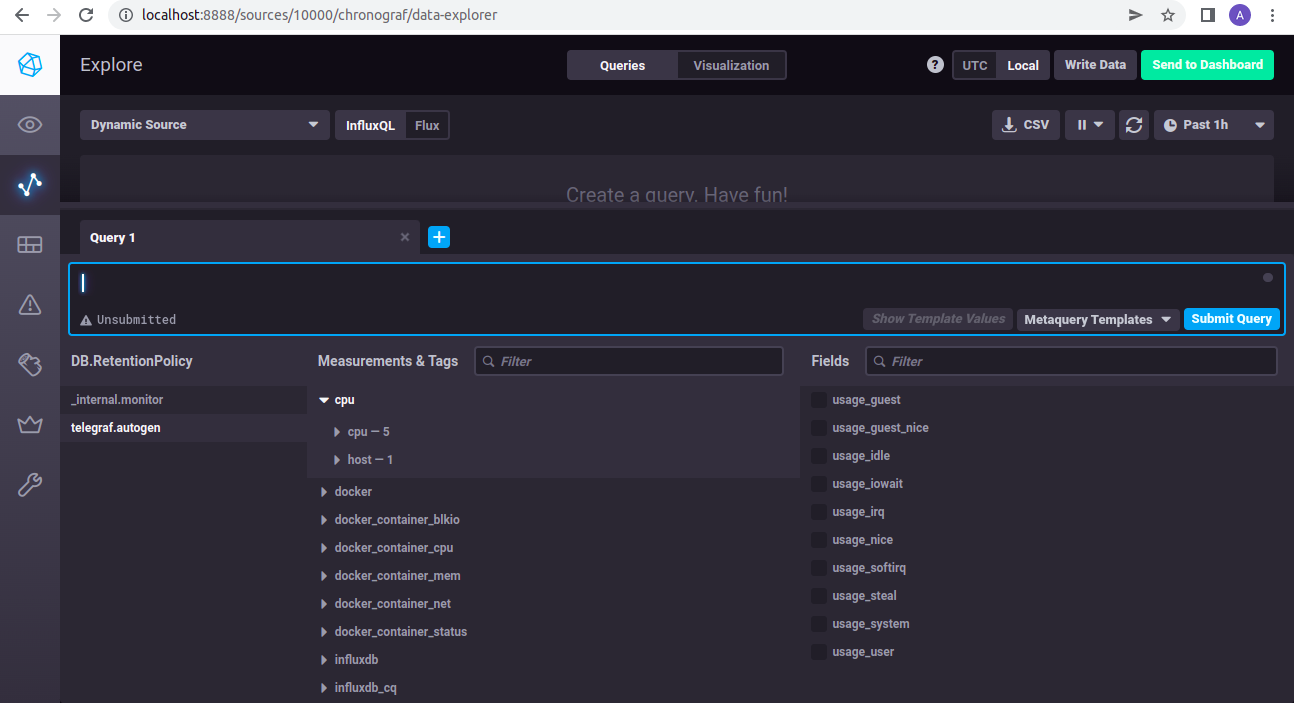 localhost:8888/sources/10000/chronograf/data-explorer
A
Explore
Queries
Visualization
?
UTC
Local
Write Data
Send to Dashboard
Dynamic Source
InfluxQL
Flux
CSV
Past 1h
Create a query. Have fun!
Query 1
Unsubmitted
Show Template Values
Metaquery Templates
Submit Query
DB.RetentionPolicy
_internal.monitor
telegraf.autogen
Measurements & Tags
Filter
cpu
cpu — 5
host — 1
docker
docker_container_blkio
docker_container_cpu
docker_container_mem
docker_container_net
docker_container_status
influxdb
influxdb_cq
Fields
Filter
usage_guest
usage_guest_nice
usage_idle
usage_iowait
usage_irq
usage_nice
usage_softirq
usage_steal
usage_system
usage_user